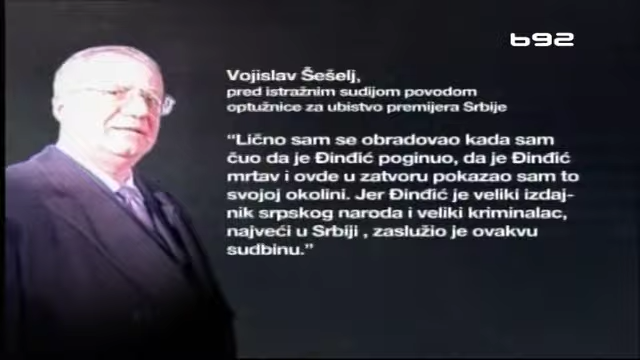 b92
Vojislav Šešelj,
pred istražnim sudijom povodom
optužnice za ubistvo premijera Srbije
“Lično sam se obradovao kada sam
čuo da je Đinđić poginuo, da je Đinđić
mrtav i ovde u zatvoru pokazao sam to
svojoj okolini. Jer Đinđić je veliki izdaj-
nik srpskog naroda i veliki kriminalac,
najveći u Srbiji , zaslužio je ovakvu
sudbinu.”